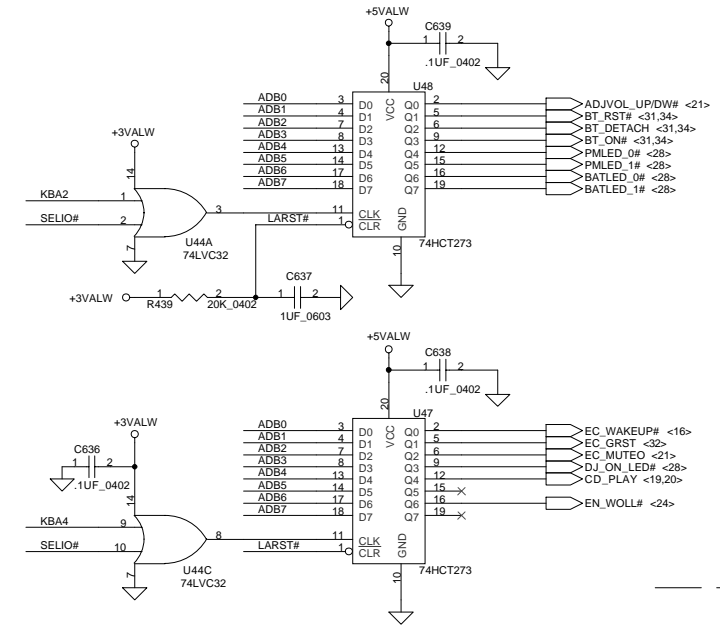 +5VALW
C639
1 2
.1UF_0402
20
U48
ADB0 3 D0 VCC Q0 2 ADJVOL_UP/DW# <21>
ADB1 4 D1 Q1 5 BT_RST# <31,34>
ADB2 7 D2 Q2 6 BT_DETACH <31,34>
ADB3 8 D3 Q3 9 BT_ON# <31,34>
ADB4 13 D4 Q4 12 PMLED_0# <28>
ADB5 14 D5 Q5 15 PMLED_1# <28>
ADB6 17 D6 Q6 16 BATLED_0# <28>
ADB7 18 D7 Q7 19 BATLED_1# <28>
+3VALW
14
KBA2 1
SELIO# 2
3
11 CLK
LARST# 1 CLR
GND
10
74HCT273
7
U44A
74LVC32
+3VALW
1 2
R439
20K_0402
C637
1 2
1UF_0603
+5VALW
C638
1 2
.1UF_0402
20
U47
ADB0 3 D0 VCC Q0 2 EC_WAKEUP# <16>
ADB1 4 D1 Q1 5 EC_GRST <32>
ADB2 7 D2 Q2 6 EC_MUTEO <21>
ADB3 8 D3 Q3 9 DJ_ON_LED# <28>
ADB4 13 D4 Q4 12 CD_PLAY <19,20>
ADB5 14 D5 Q5 15
ADB6 17 D6 Q6 16 EN_WOLL# <24>
ADB7 18 D7 Q7 19
+3VALW
C636
1 2
.1UF_0402
14
KBA4 9
SELIO# 10
8
11 CLK
LARST# 1 CLR
GND
10
74HCT273
7
U44C
74LVC32